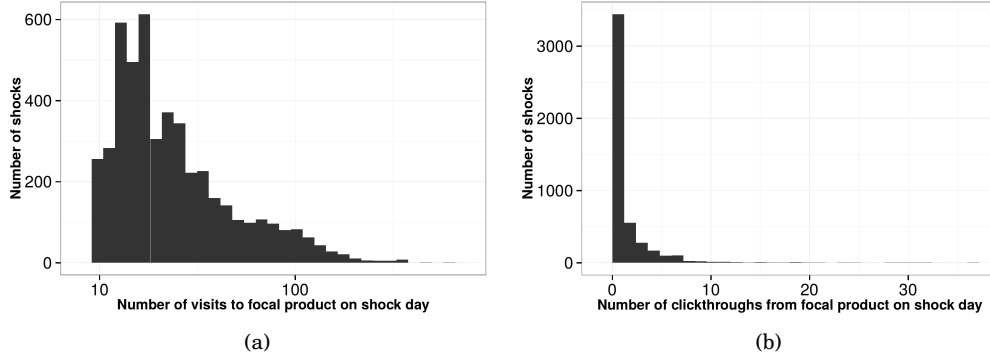 600
400
200
0
Number of shocks
10
100
Number of visits to focal product on shock day
(a)
3000
2000
1000
0
Number of shocks
0
10
20
30
Number of clickthroughs from focal product on shock day
(b)